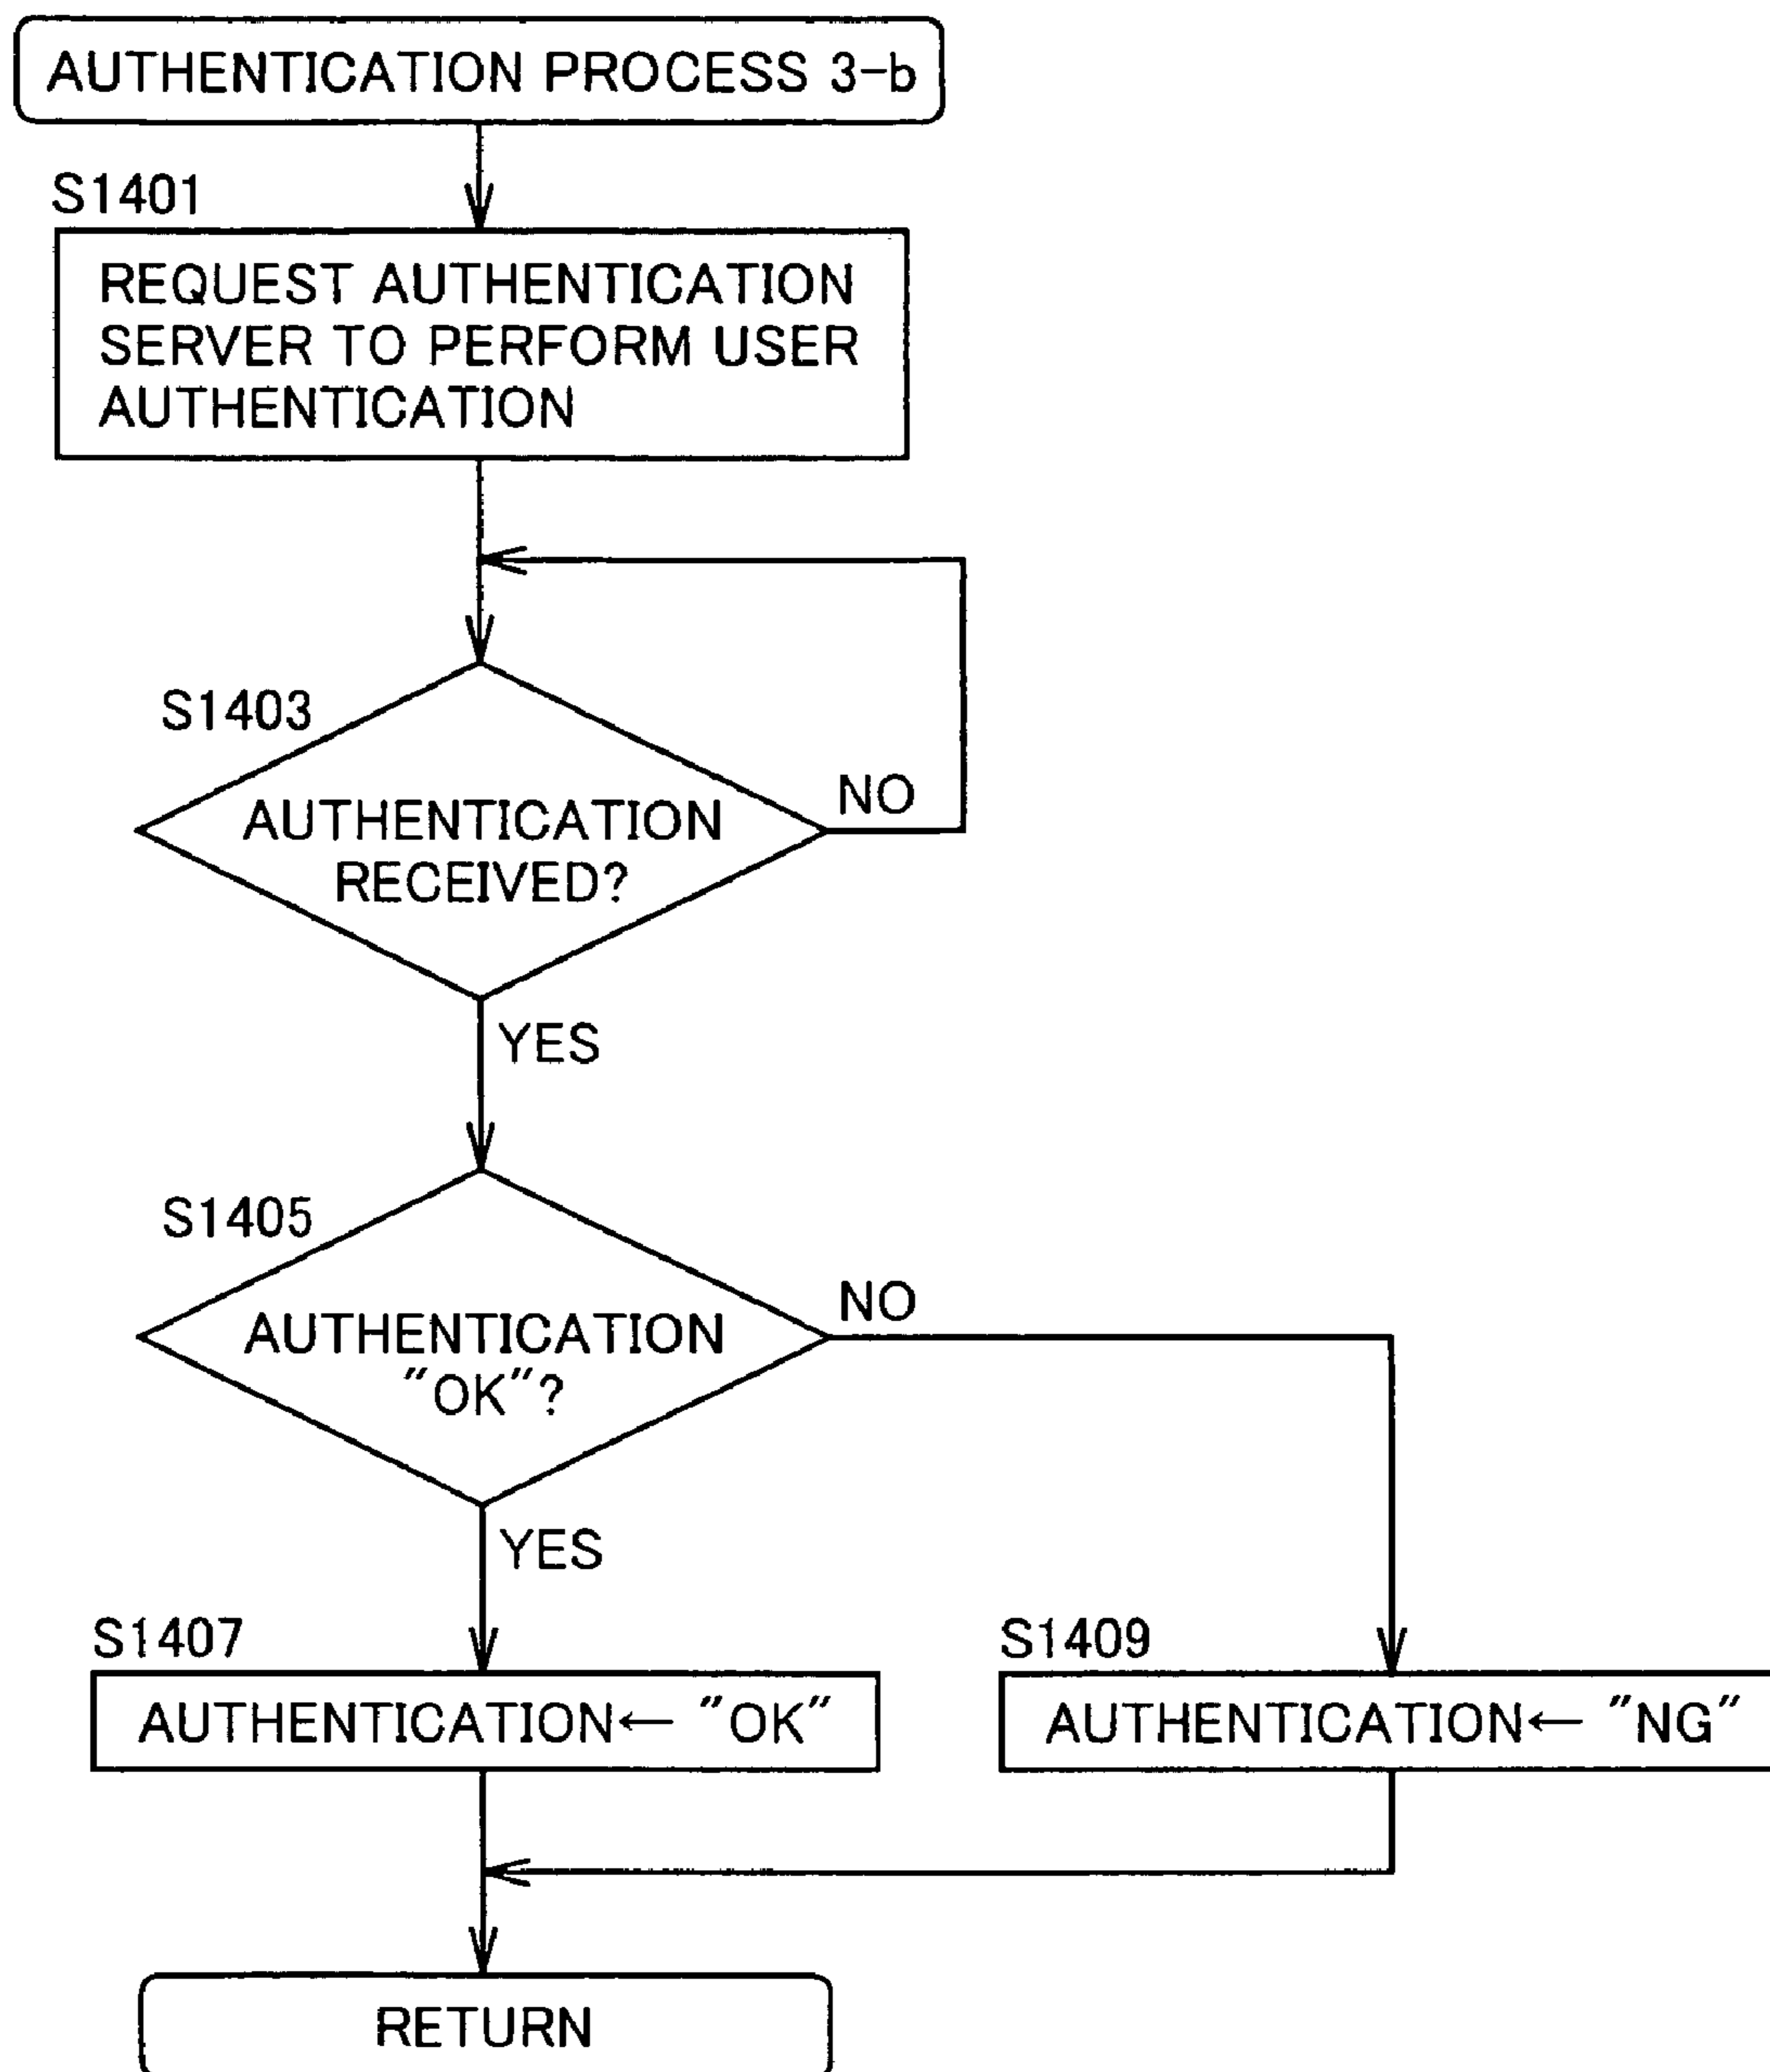 AUTHENTICATION PROCESS 3-b
S1401
REQUEST AUTHENTICATION
SERVER TO PERFORM USER
AUTHENTICATION
S1403
AUTHENTICATION
RECEIVED?
NO
YES
S1405
AUTHENTICATION
"OK"?
NO
YES
S1407
AUTHENTICATION← "OK"
S1409
AUTHENTICATION← "NG"
RETURN